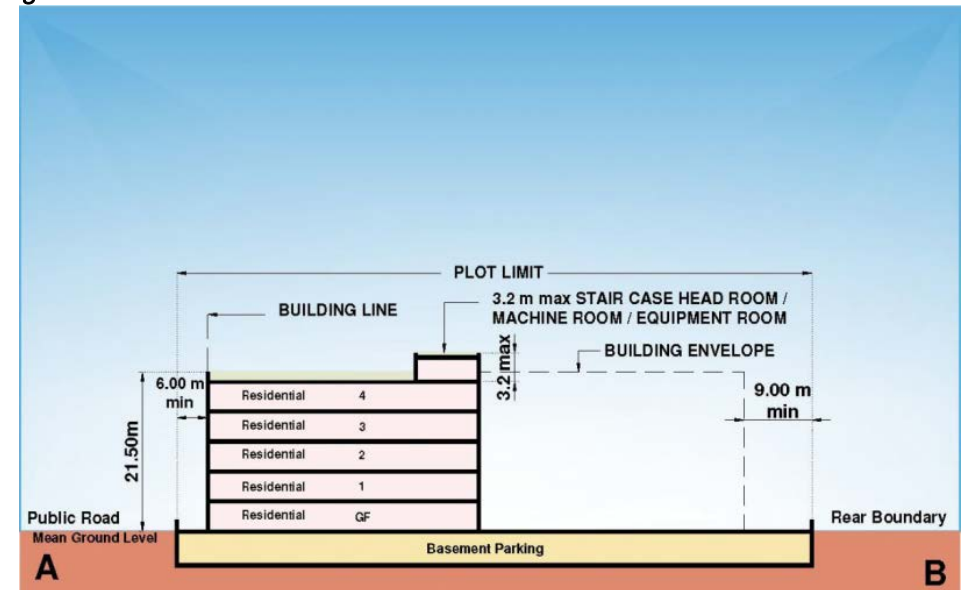 PLOT LIMIT
3.2 m max STAIR CASE HEAD ROOM /
MACHINE ROOM / EQUIPMENT ROOM
BUILDING LINE
BUILDING ENVELOPE
3.2 max
6.00 m
min
9.00 m
min
21.50m
Residential 4
Residential 3
Residential 2
Residential 1
Residential GF
Public Road
Rear Boundary
Mean Ground Level
Basement Parking
A
B